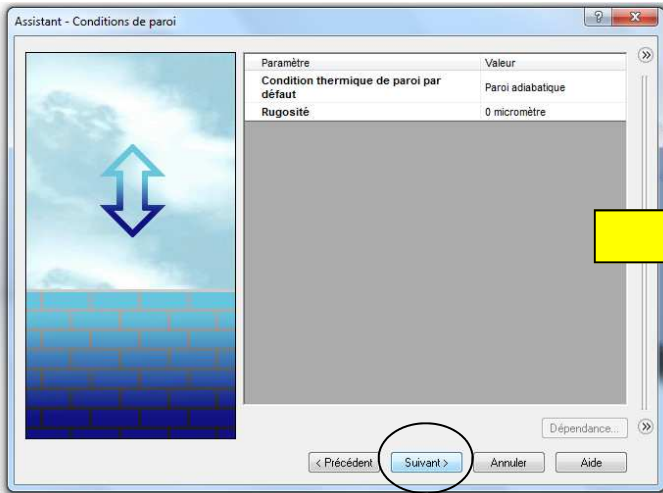 Assistant - Conditions de paroi
Paramètre Valeur
Condition thermique de paroi par
défaut Paroi adiabatique
Rugosité 0 micromètre
Dépendance...
< Précédent Suivant > Annuler Aide